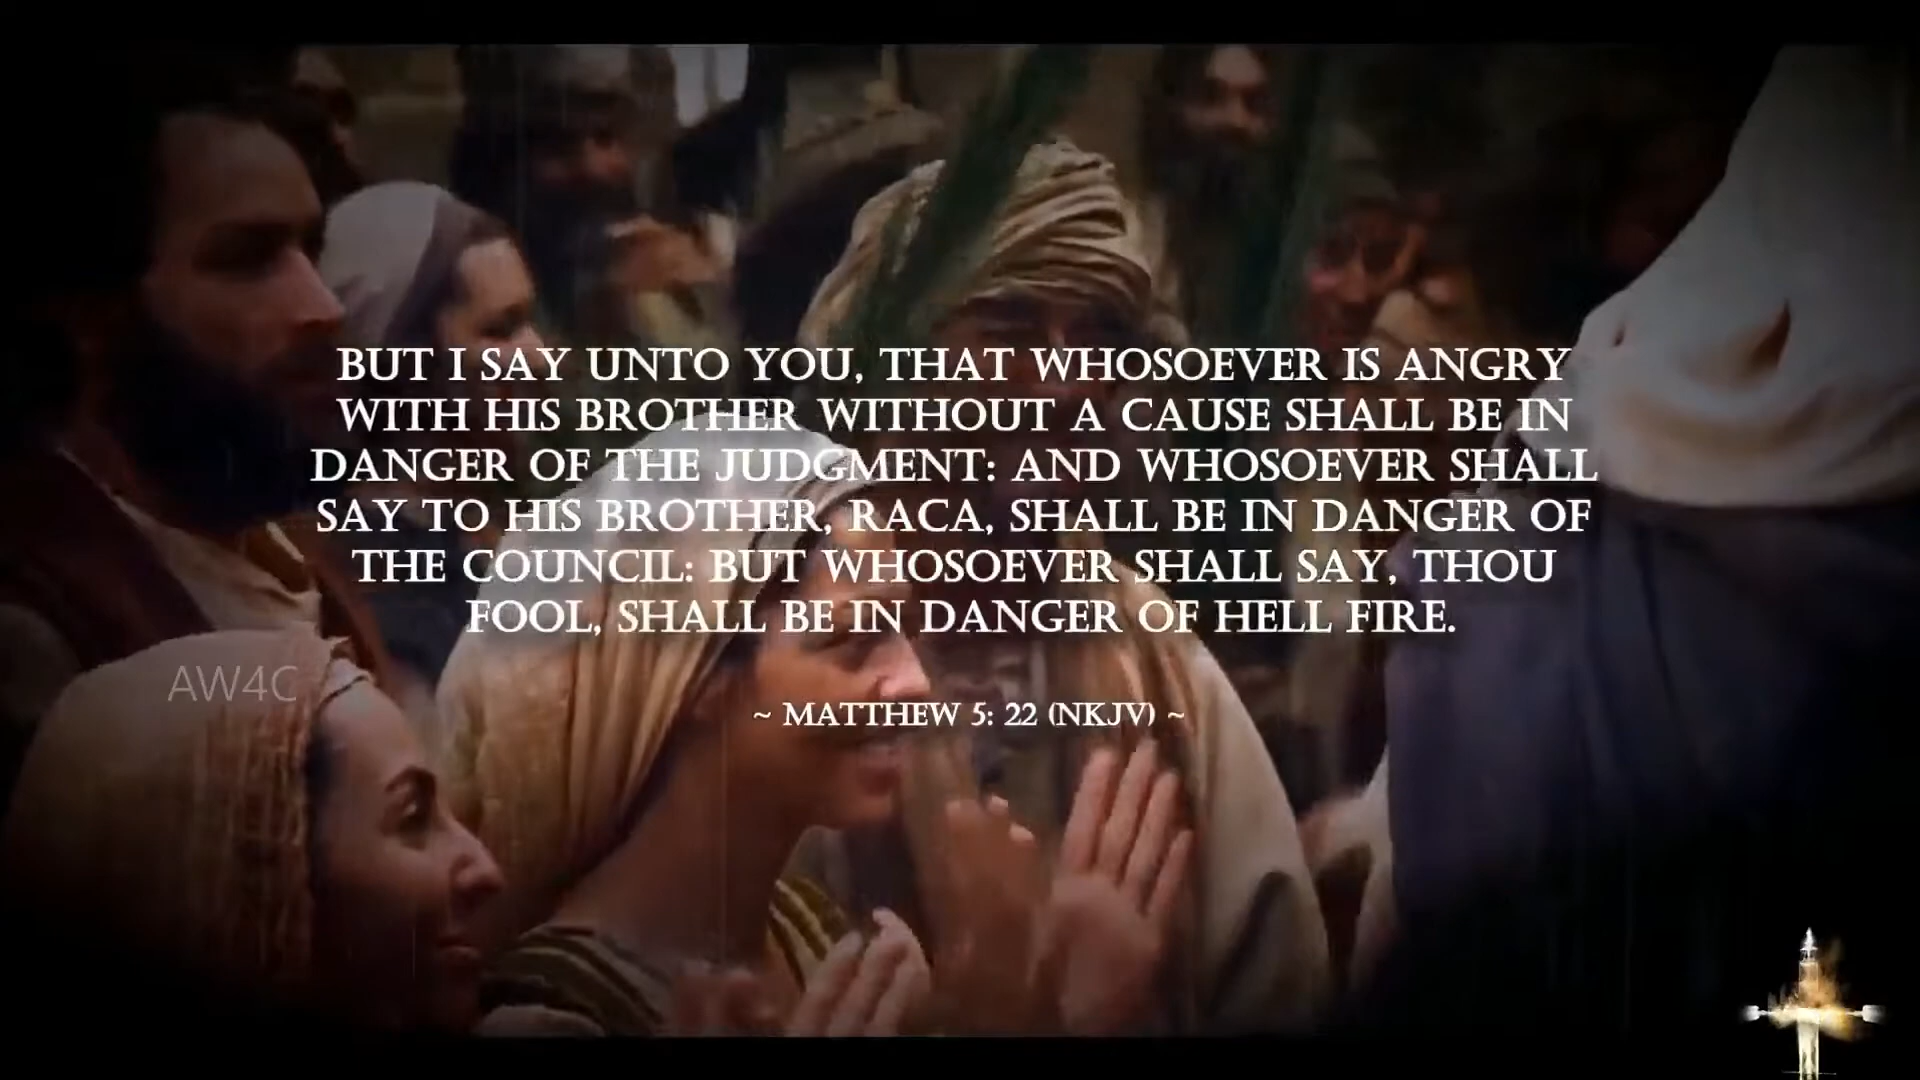 BUT I SAY UNTO YOU, THAT WHOSOEVER IS ANGRY
WITH HIS BROTHER WITHOUT A CAUSE SHALL BE IN
DANGER OF THE JUDGMENT: AND WHOSOEVER SHALL
SAY TO HIS BROTHER, RACA, SHALL BE IN DANGER OF
THE COUNCIL: BUT WHOSOEVER SHALL SAY, THOU
FOOL, SHALL BE IN DANGER OF HELL FIRE.
AW4C
~ MATTHEW 5: 22 (NKJV) ~